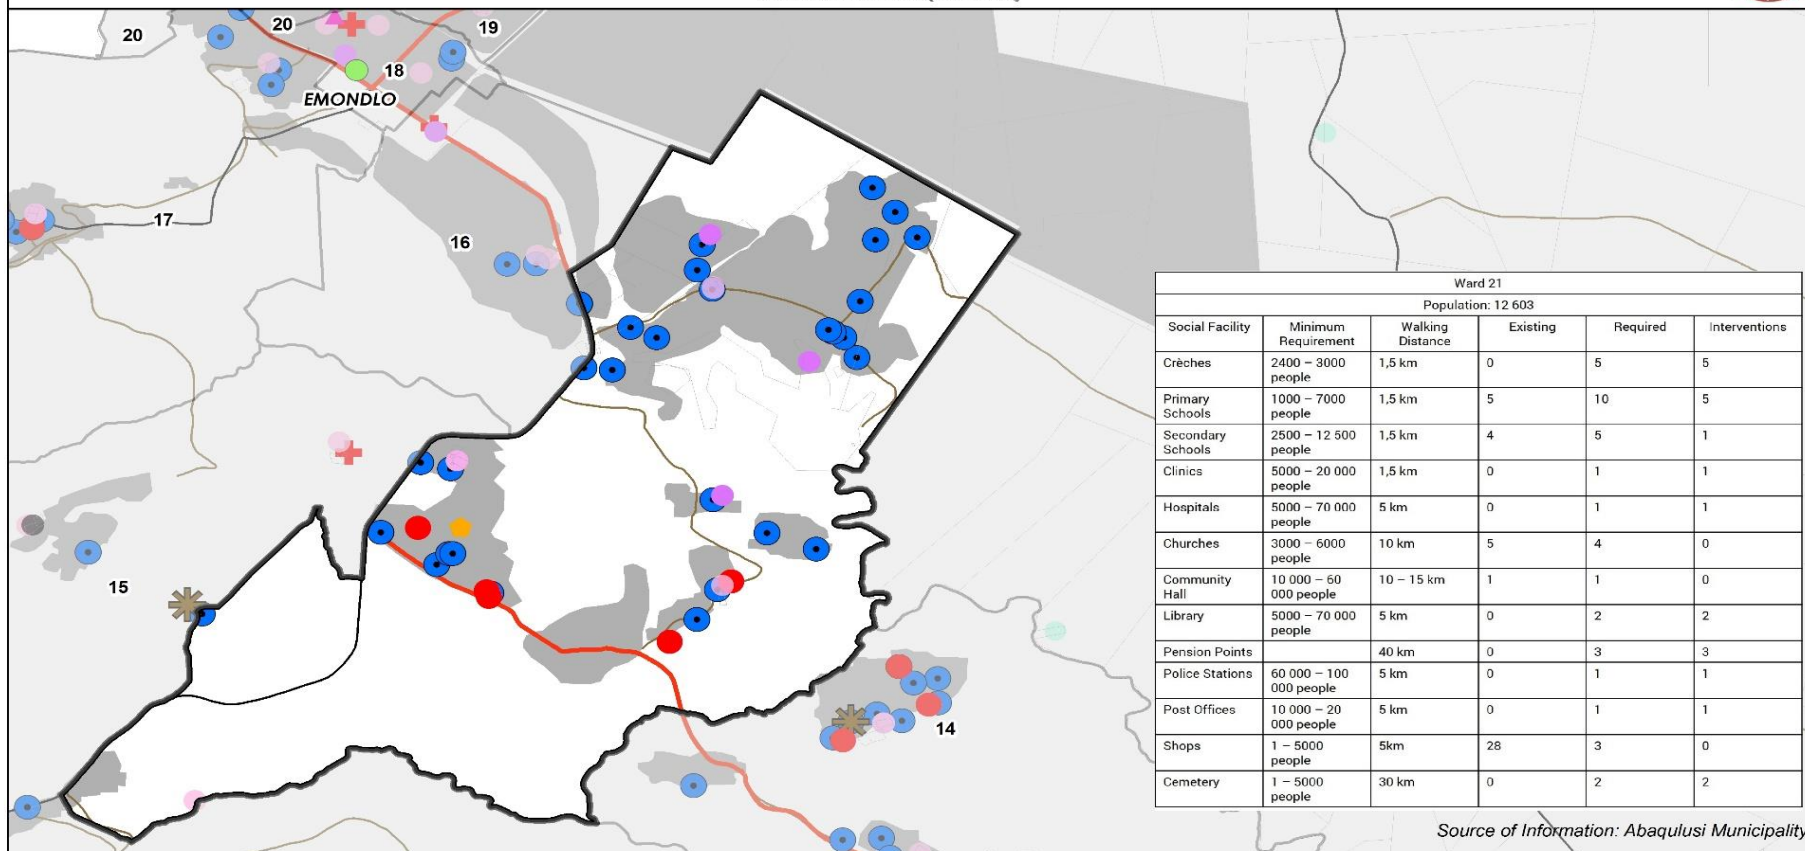 20
20
19
18
EMONDLO
17
16
15
14
Ward 21
Population: 12 603
Social Facility Minimum Requirement Walking Distance Existing Required Interventions
Crèches 2400 – 3000 people 1,5 km 0 5 5
Primary Schools 1000 – 7000 people 1,5 km 5 10 5
Secondary Schools 2500 – 12 500 people 1,5 km 4 5 1
Clinics 5000 – 20 000 people 1,5 km 0 1 1
Hospitals 5000 – 70 000 people 5 km 0 1 1
Churches 3000 – 6000 people 10 km 5 4 0
Community Hall 10 000 – 60 000 people 10 – 15 km 1 1 0
Library 5000 – 70 000 people 5 km 0 2 2
Pension Points 40 km 0 3 3
Police Stations 60 000 – 100 000 people 5 km 0 1 1
Post Offices 10 000 – 20 000 people 5 km 0 1 1
Shops 1 – 5000 people 5km 28 3 0
Cemetery 1 – 5000 people 30 km 0 2 2
Source of Information: Abaqulusi Municipality